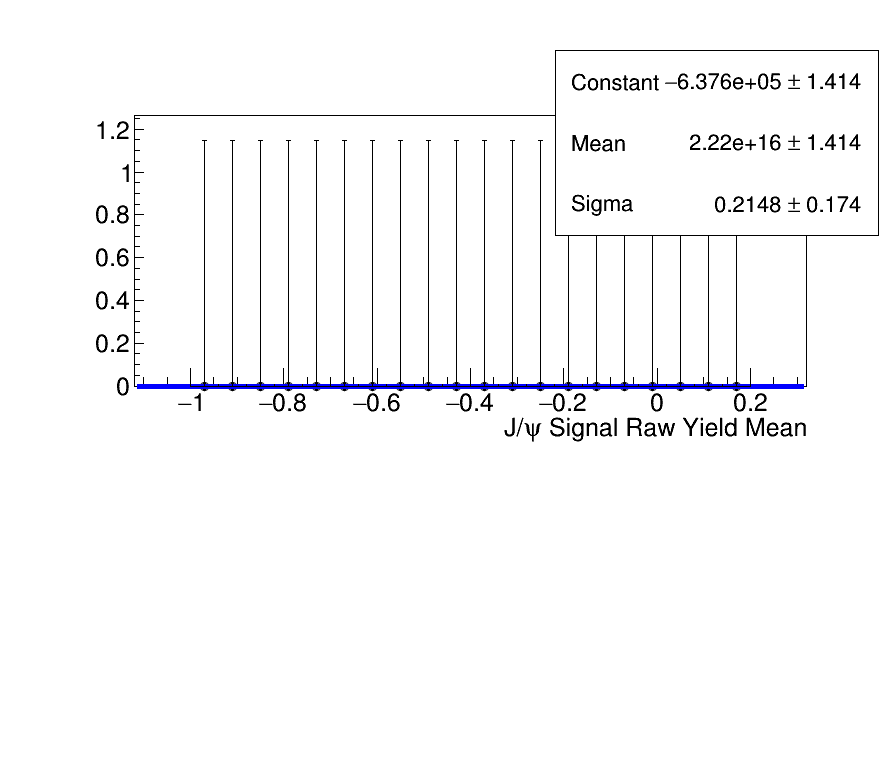 Constant −6.376e+05 ± 1.414
Mean 2.22e+16 ± 1.414
Sigma 0.2148 ± 0.174
1.2
1
0.8
0.6
0.4
0.2
0
−1 −0.8 −0.6 −0.4 −0.2 0 0.2
J/ψ Signal Raw Yield Mean